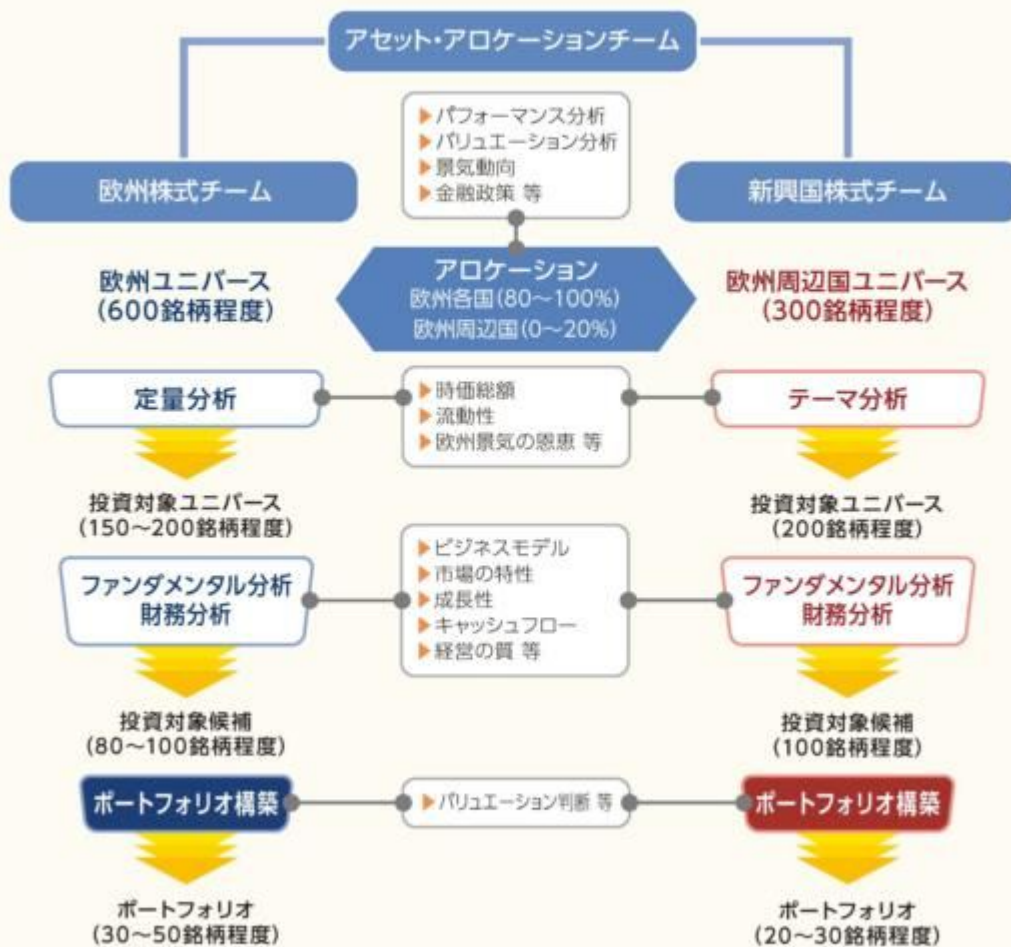 アセット・アロケーションチーム
▶パフォーマンス分析
▶バリュエーション分析
▶景気動向
▶金融政策 等
欧州株式チーム
新興国株式チーム
欧州ユニバース
(600銘柄程度)
アロケーション
欧州各国(80～100%)
欧州周辺国(0～20%)
欧州周辺国ユニバース
(300銘柄程度)
定量分析
▶時価総額
▶流動性
▶欧州景気の恩恵 等
テーマ分析
投資対象ユニバース
(150～200銘柄程度)
投資対象ユニバース
(200銘柄程度)
ファンダメンタル分析
財務分析
▶ビジネスモデル
▶市場の特性
▶成長性
▶キャッシュフロー
▶経営の質 等
ファンダメンタル分析
財務分析
投資対象候補
(80～100銘柄程度)
投資対象候補
(100銘柄程度)
ポートフォリオ構築
▶バリュエーション判断 等
ポートフォリオ構築
ポートフォリオ
(30～50銘柄程度)
ポートフォリオ
(20～30銘柄程度)